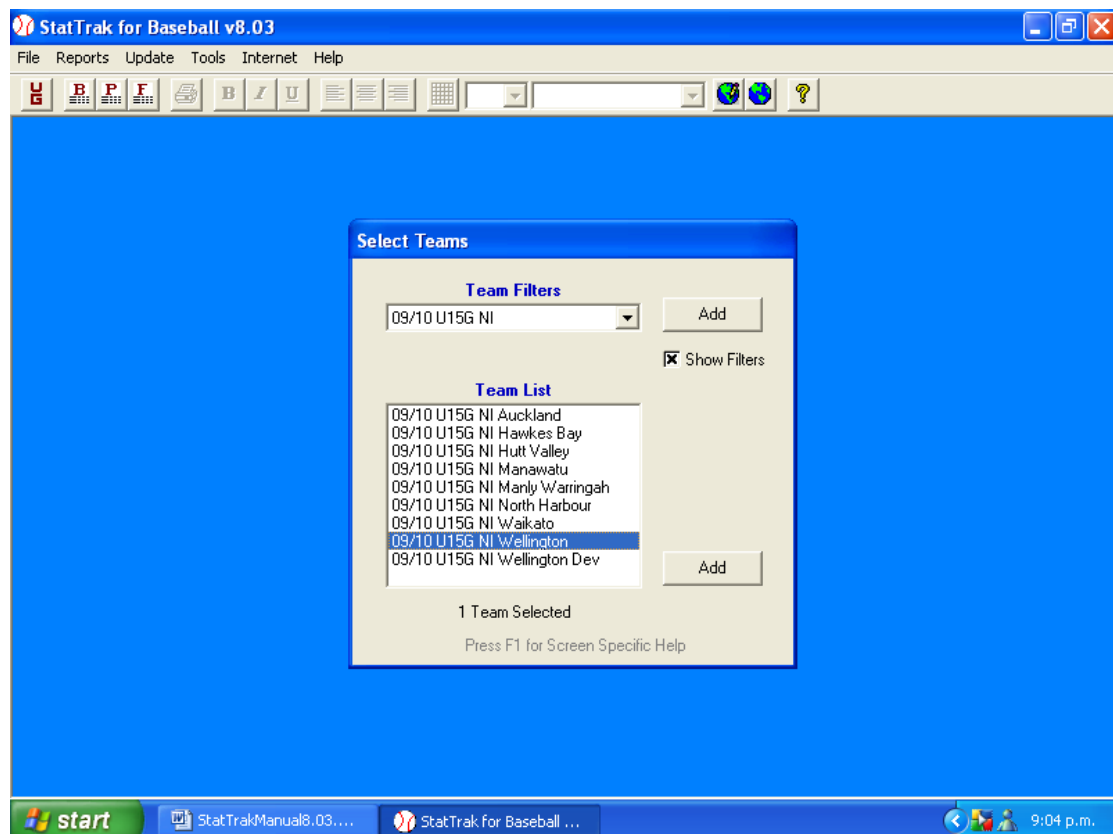 StatTrak for Baseball v8.03
File Reports Update Tools Internet Help
U
G B P F B I U ?
Select Teams
Team Filters
09/10 U15G NI Add
Show Filters
Team List
09/10 U15G NI Auckland
09/10 U15G NI Hawkes Bay
09/10 U15G NI Hutt Valley
09/10 U15G NI Manawatu
09/10 U15G NI Manly Warringah
09/10 U15G NI North Harbour
09/10 U15G NI Waikato
09/10 U15G NI Wellington
09/10 U15G NI Wellington Dev
Add
1 Team Selected
Press F1 for Screen Specific Help
start StatTrakManual8.03.... StatTrak for Baseball ... 9:04 p.m.